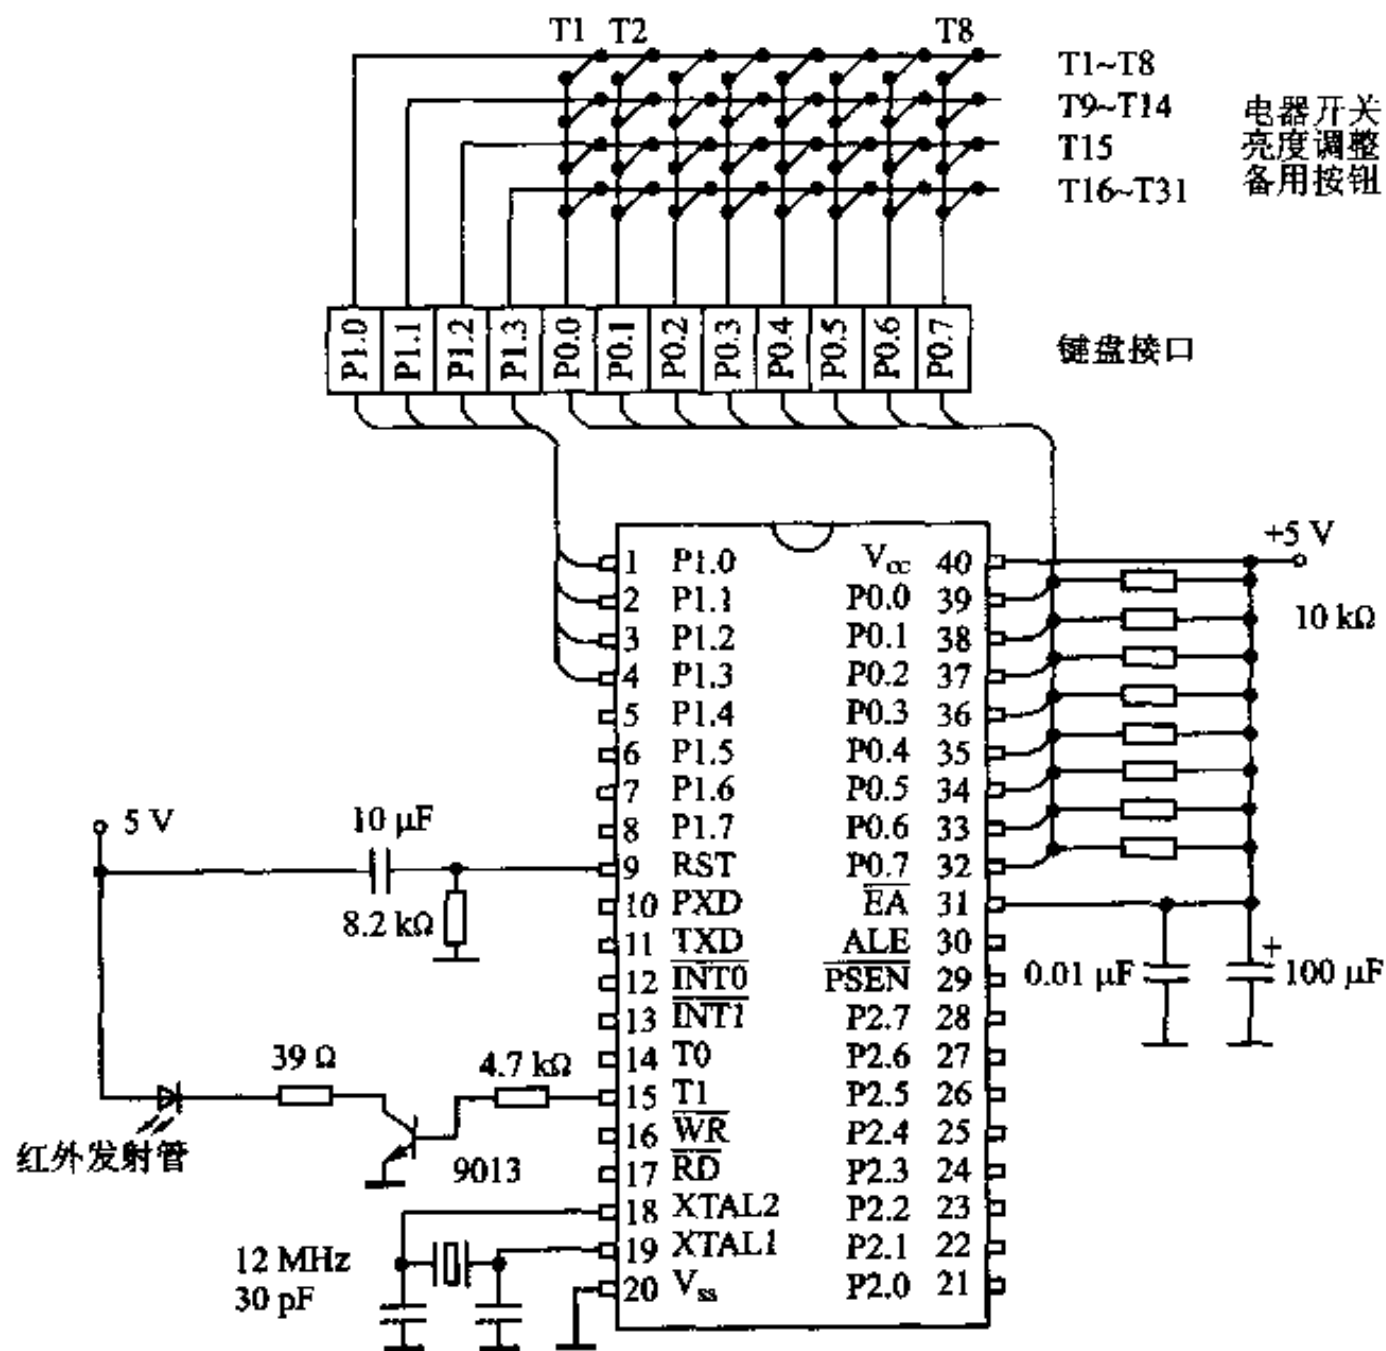 T1 T2 T8
T1~T8
T9~T14 电器开关
T15 亮度调整
T16~T31 备用按钮
P1.0 P1.1 P1.2 P1.3 P0.0 P0.1 P0.2 P0.3 P0.4 P0.5 P0.6 P0.7
键盘接口
+5 V
10 kΩ
1 P1.0 Vcc 40
2 P1.1 P0.0 39
3 P1.2 P0.1 38
4 P1.3 P0.2 37
5 P1.4 P0.3 36
6 P1.5 P0.4 35
7 P1.6 P0.5 34
8 P1.7 P0.6 33
9 RST P0.7 32
10 PXD EA 31
11 TXD ALE 30
12 INT0 PSEN 29
13 INT1 P2.7 28
14 T0 P2.6 27
15 T1 P2.5 26
16 WR P2.4 25
17 RD P2.3 24
18 XTAL2 P2.2 23
19 XTAL1 P2.1 22
20 Vss P2.0 21
5 V
10 μF
8.2 kΩ
0.01 μF
+
100 μF
39 Ω
4.7 kΩ
红外发射管
9013
12 MHz
30 pF